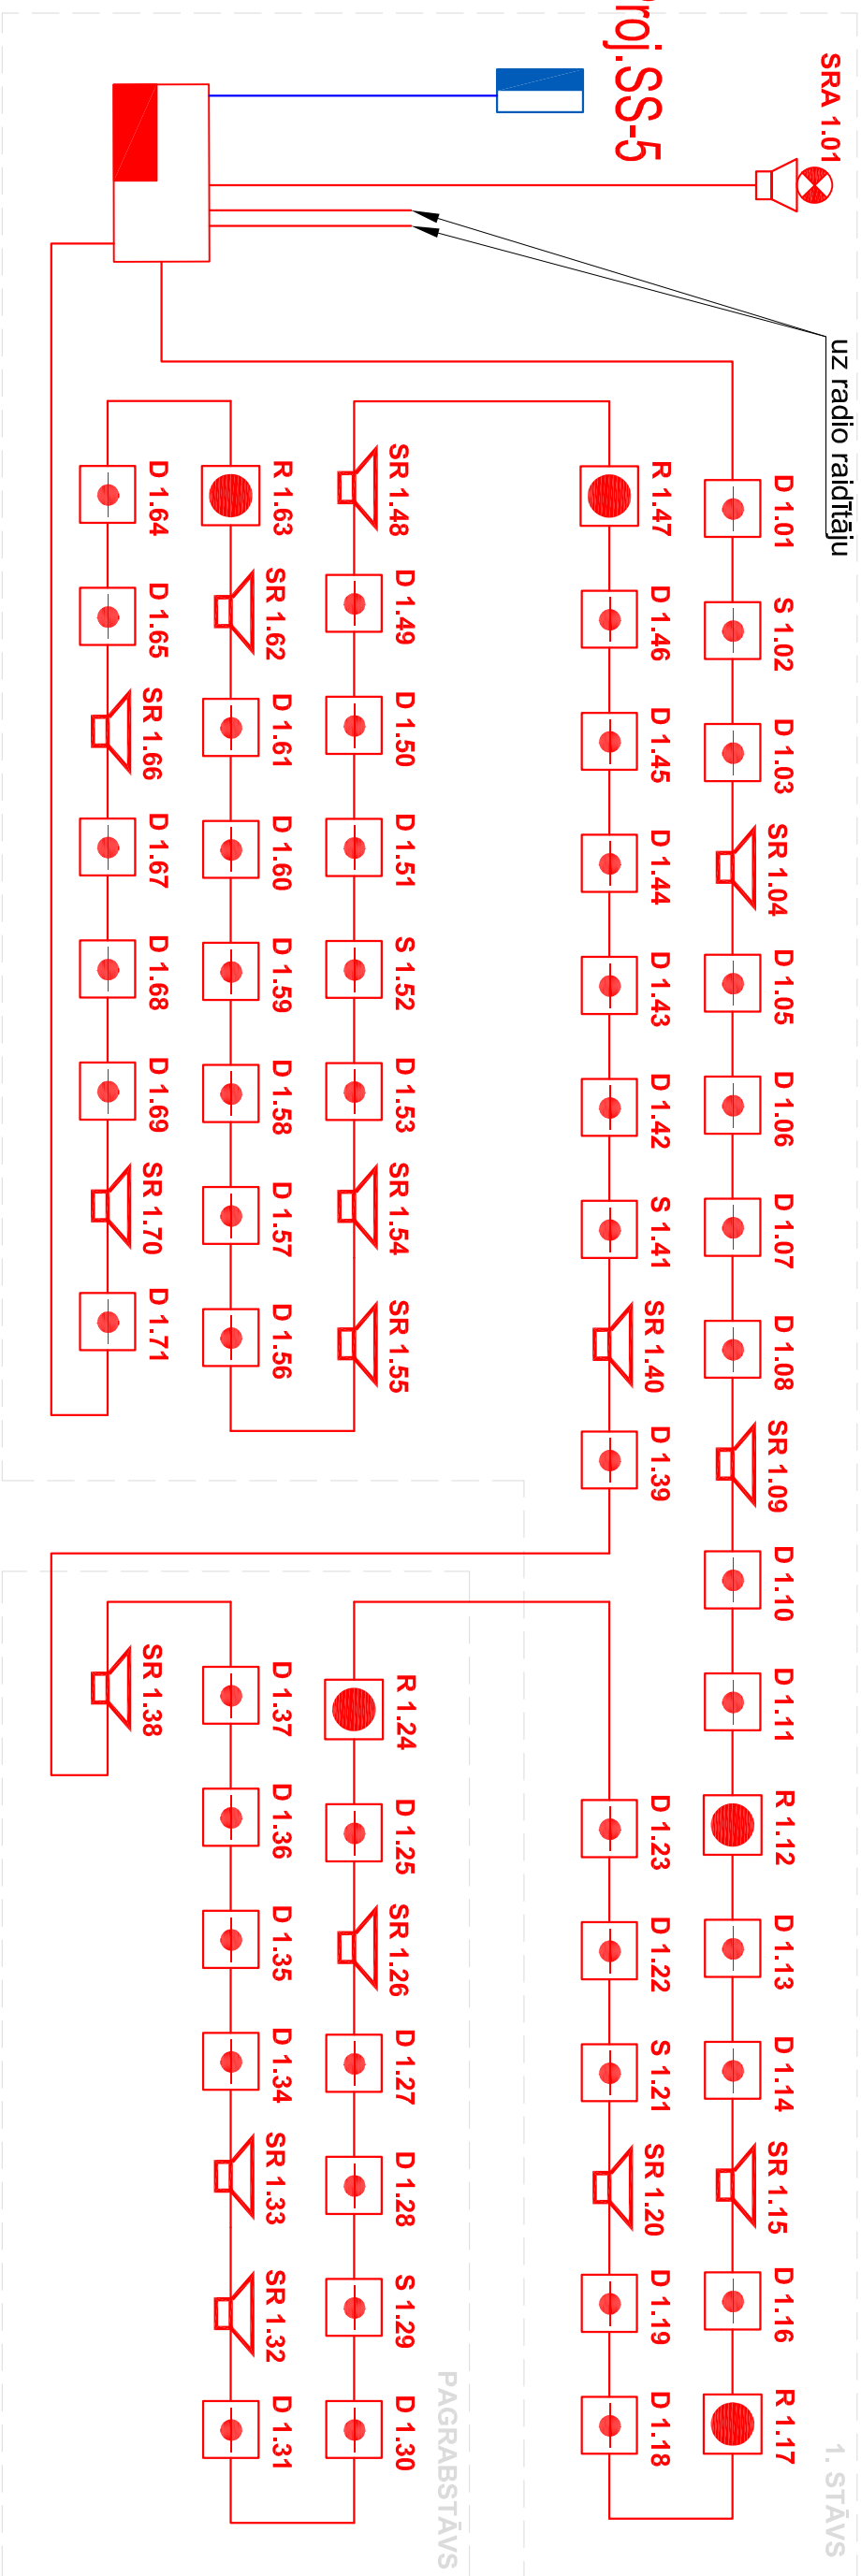 Proj.SS-5
SRA 1.01
uz radio raidītāju
D 1.01
S 1.02
D 1.03
SR 1.04
D 1.05
D 1.06
D 1.07
D 1.08
SR 1.09
D 1.10
D 1.11
R 1.12
D 1.13
D 1.14
SR 1.15
D 1.16
R 1.17
1. STĀVS
R 1.47
D 1.46
D 1.45
D 1.44
D 1.43
D 1.42
S 1.41
SR 1.40
D 1.39
D 1.23
D 1.22
S 1.21
SR 1.20
D 1.19
D 1.18
SR 1.48
D 1.49
D 1.50
D 1.51
S 1.52
D 1.53
SR 1.54
SR 1.55
R 1.24
D 1.25
SR 1.26
D 1.27
D 1.28
S 1.29
D 1.30
PAGRABSTĀVS
R 1.63
SR 1.62
D 1.61
D 1.60
D 1.59
D 1.58
D 1.57
D 1.56
D 1.37
D 1.36
D 1.35
D 1.34
SR 1.33
SR 1.32
D 1.31
D 1.64
D 1.65
SR 1.66
D 1.67
D 1.68
D 1.69
SR 1.70
D 1.71
SR 1.38